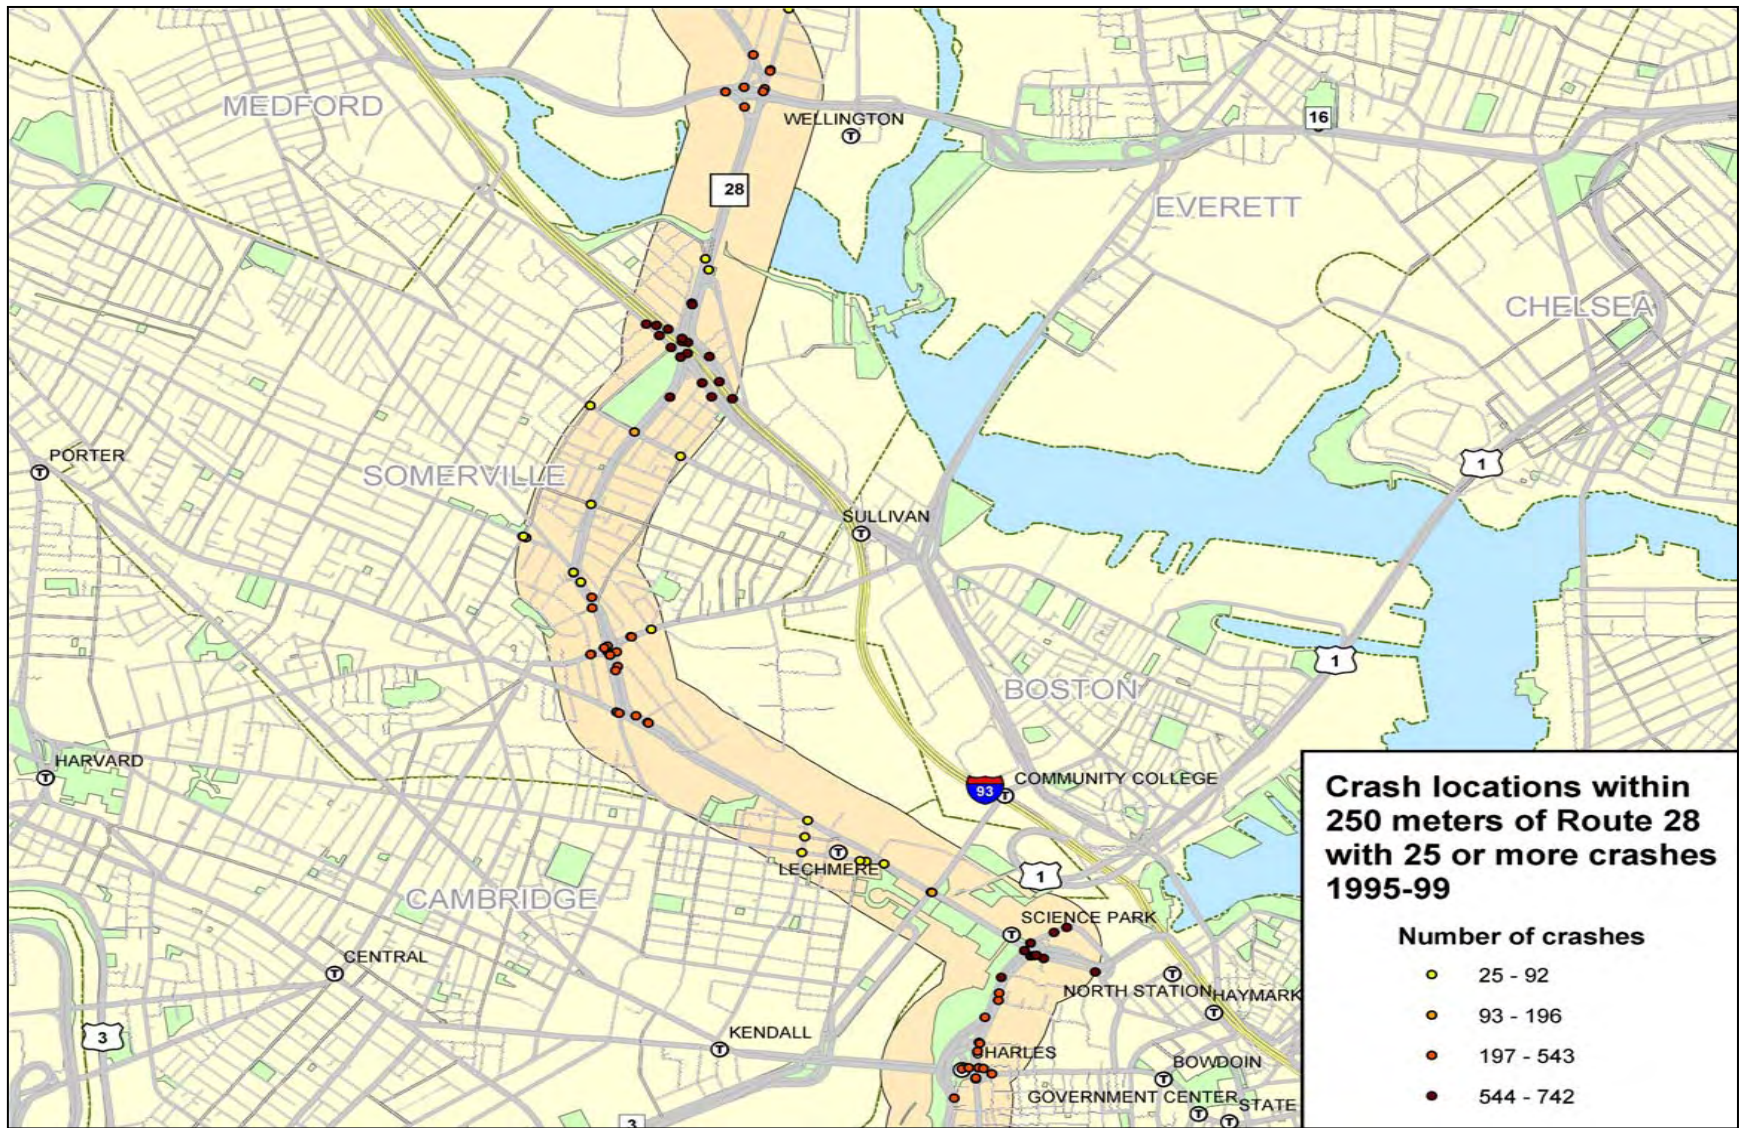 MEDFORD
WELLINGTON
T
16
28
EVERETT
CHELSEA
PORTER
T
SOMERVILLE
1
SULLIVAN
T
1
BOSTON
HARVARD
T
COMMUNITY COLLEGE
93
T
LECHMERE
T
1
CAMBRIDGE
SCIENCE PARK
T
CENTRAL
T
NORTH STATION
T
HAYMARK
T
3
KENDALL
T
HARLES
BOWDOIN
T
GOVERNMENT CENTER
T
STATE
T
3
Crash locations within
250 meters of Route 28
with 25 or more crashes
1995-99
Number of crashes
25 - 92
93 - 196
197 - 543
544 - 742